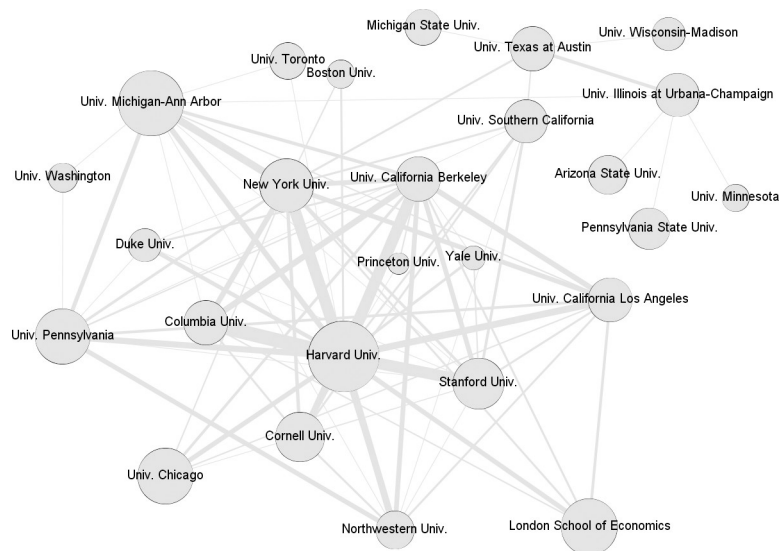 Michigan State Univ.
Univ. Wisconsin-Madison
Univ. Texas at Austin
Univ. Toronto
Boston Univ.
Univ. Michigan-Ann Arbor
Univ. Illinois at Urbana-Champaign
Univ. Southern California
Univ. Washington
New York Univ.
Univ. California Berkeley
Arizona State Univ.
Univ. Minnesota
Pennsylvania State Univ.
Duke Univ.
Princeton Univ.
Yale Univ.
Univ. California Los Angeles
Columbia Univ.
Univ. Pennsylvania
Harvard Univ.
Stanford Univ.
Cornell Univ.
Univ. Chicago
Northwestern Univ.
London School of Economics